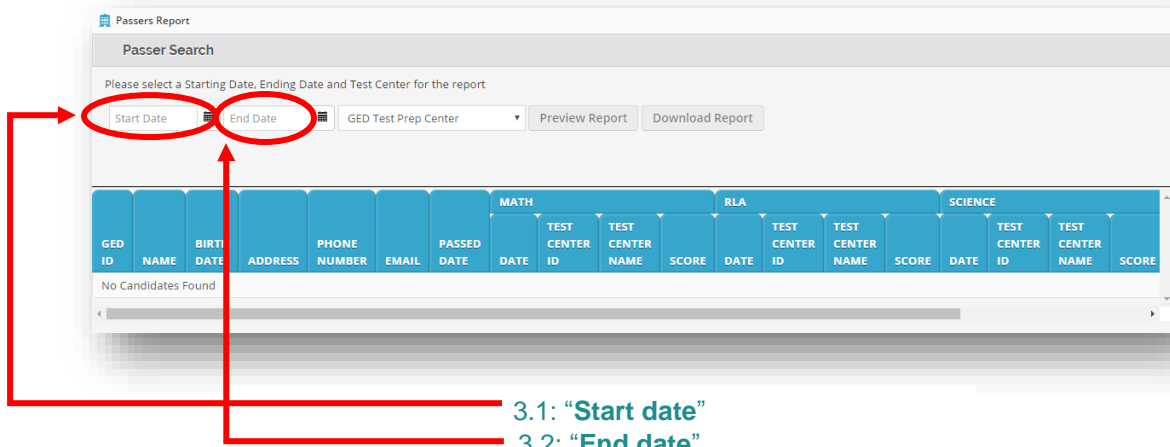 Passers Report
Passer Search
Please select a Starting Date, Ending Date and Test Center for the report
Start Date End Date GED Test Prep Center Preview Report Download Report
MATH RLA SCIENCE
GED ID NAME BIRTH DATE ADDRESS PHONE NUMBER EMAIL PASSED DATE DATE TEST CENTER ID TEST CENTER NAME SCORE DATE TEST CENTER ID TEST CENTER NAME SCORE DATE TEST CENTER ID TEST CENTER NAME SCORE
No Candidates Found
3.1: “Start date”
3.2: “End date”